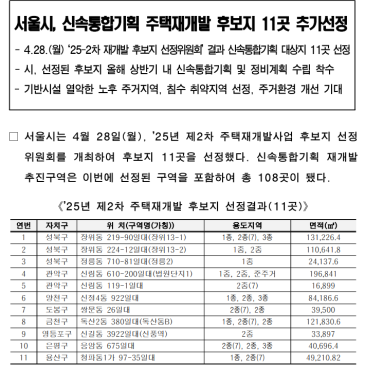 서울시, 신속통합기획 주택재개발 후보지 11곳 추가선정
- 4.28.(월) '25-2차 재개발 후보지 선정위원회' 결과 신속통합기획 대상지 11곳 선정
- 시, 선정된 후보지 올해 상반기 내 신속통합기획 및 정비계획 수립 착수
- 기반시설 열악한 노후 주거지역, 침수 취약지역 선정, 주거환경 개선 기대
□ 서울시는 4월 28일(월), '25년 제2차 주택재개발사업 후보지 선정
위원회를 개최하여 후보지 11곳을 선정했다. 신속통합기획 재개발
추진구역은 이번에 선정된 구역을 포함하여 총 108곳이 됐다.
《'25년 제2차 주택재개발 후보지 선정결과(11곳)》
연번 자치구 위 치(구역명(가칭)) 용도지역 면적(㎡)
1 성북구 장위동 219-90일대(장위13-1) 1종, 2종(7), 3종 131,226.4
2 성북구 장위동 224-12일대(장위13-2) 1종, 2종 110,641.8
3 성북구 정릉동 710-81일대(정릉2) 1종 24,137.6
4 관악구 신림동 610-200일대(법원단지1) 1종, 2종, 준주거 196,841
5 관악구 신림동 119-1일대 2종(7) 16,899
6 양천구 신정4동 922일대 1종, 2종, 3종 84,186.6
7 도봉구 쌍문동 26일대 2종(7), 2종 39,500
8 금천구 독산2동 380일대(독산동B) 1종, 2종(7), 3종 121,830.6
9 영등포구 신길동 3922일대(신풍역) 2종 33,897
10 은평구 응암동 675일대 2종(7), 2종, 3종 40,696.4
11 용산구 청파동1가 97-35일대 1종, 2종(7) 49,210.82